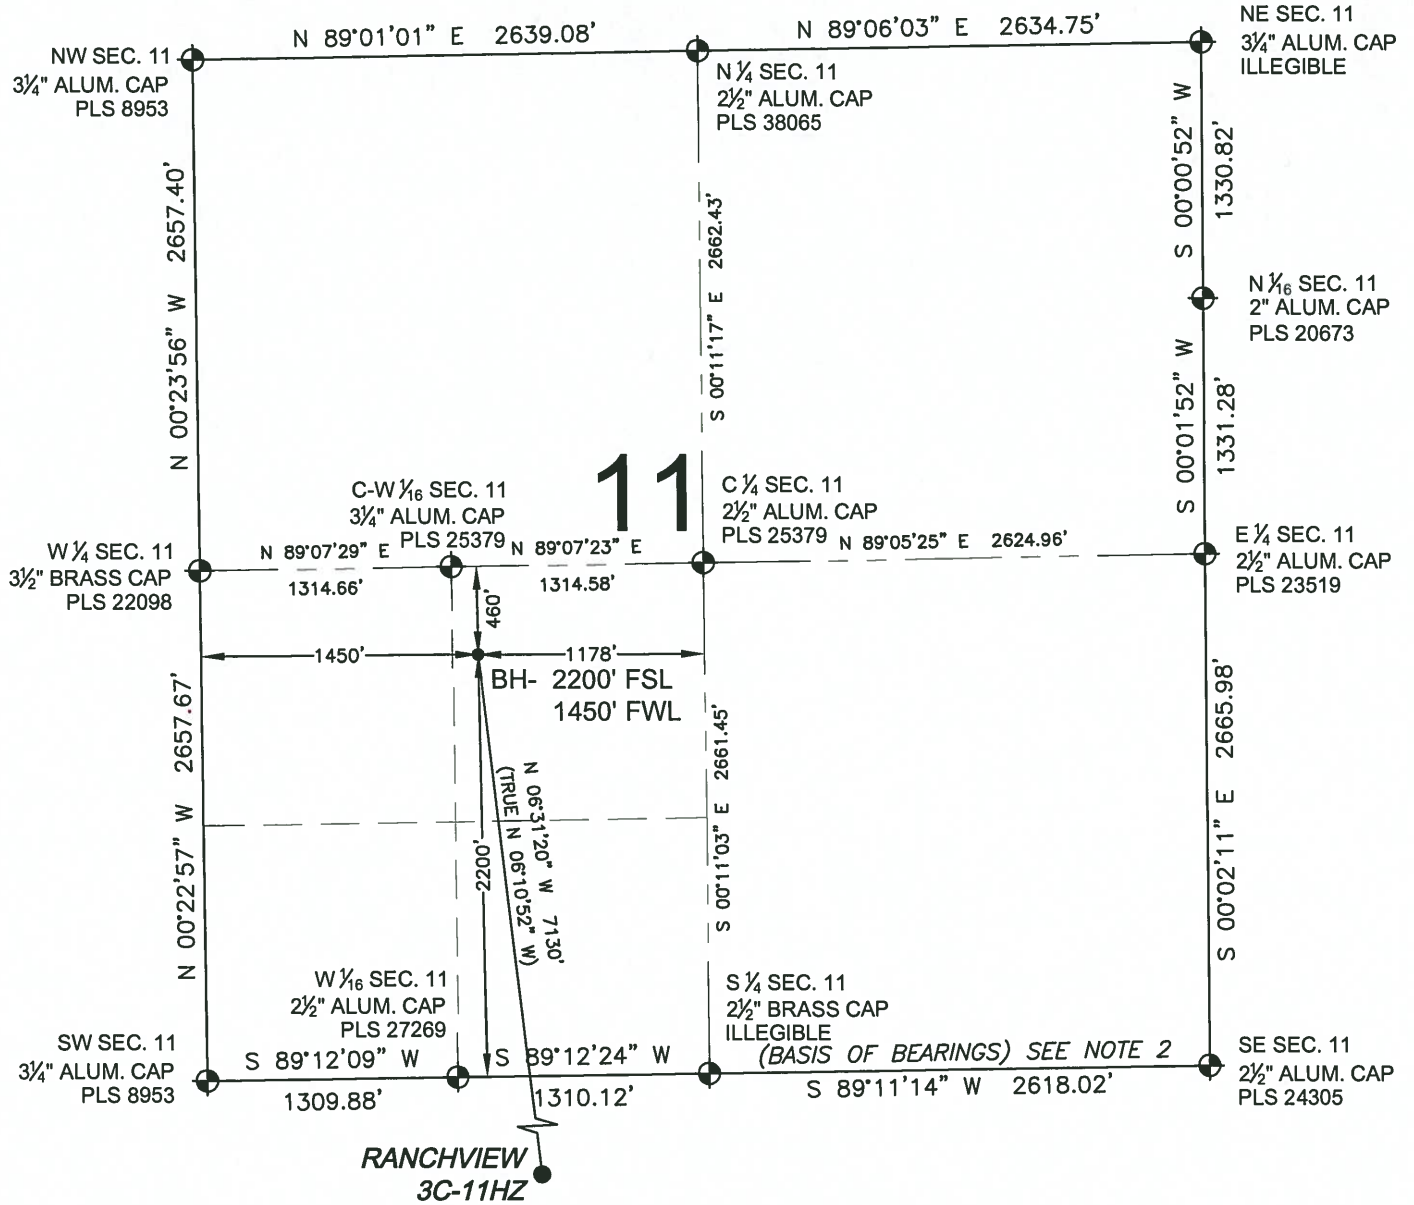 N 89°01'01" E 2639.08'
N 89°06'03" E 2634.75'
NW SEC. 11
3¼" ALUM. CAP
PLS 8953
N ¼ SEC. 11
2½" ALUM. CAP
PLS 38065
NE SEC. 11
3¼" ALUM. CAP
ILLEGIBLE
N 00°23'56" W 2657.40'
S 00°11'17" E 2662.43'
S 00°00'52" W
1330.82'
N 1⁄16 SEC. 11
2" ALUM. CAP
PLS 20673
S 00°01'52" W
1331.28'
11
C-W 1⁄16 SEC. 11
3¼" ALUM. CAP
PLS 25379
C ¼ SEC. 11
2½" ALUM. CAP
PLS 25379
W ¼ SEC. 11
3½" BRASS CAP
PLS 22098
N 89°07'29" E
1314.66'
N 89°07'23" E
1314.58'
N 89°05'25" E 2624.96'
E ¼ SEC. 11
2½" ALUM. CAP
PLS 23519
460'
1450'
1178'
BH- 2200' FSL
1450' FWL
N 00°22'57" W 2657.67'
2200'
N 06°31'20" W 7130'
(TRUE N 06°10'52" W)
S 00°11'03" E 2661.45'
S 00°02'11" E 2665.98'
W 1⁄16 SEC. 11
2½" ALUM. CAP
PLS 27269
S ¼ SEC. 11
2½" BRASS CAP
ILLEGIBLE
SW SEC. 11
3¼" ALUM. CAP
PLS 8953
S 89°12'09" W
1309.88'
S 89°12'24" W
1310.12'
(BASIS OF BEARINGS) SEE NOTE 2
S 89°11'14" W 2618.02'
SE SEC. 11
2½" ALUM. CAP
PLS 24305
RANCHVIEW
3C-11HZ